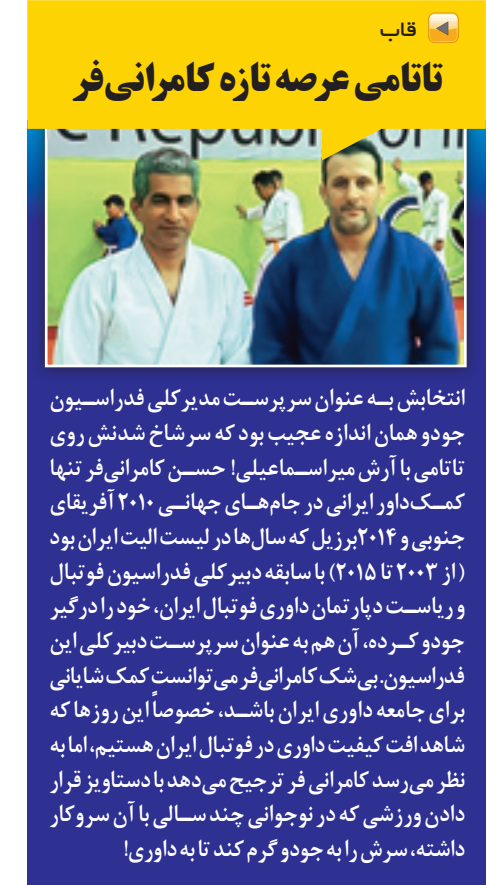 قاب
تاتامی عرصه تازه کامرانی‌فر
e Republic of Ir
انتخابش به عنوان سرپرست مدیرکلی فدراسیون
جودو همان اندازه عجیب بود که سرشاخ شدنش روی
تاتامی با آرش میراسماعیلی! حسن کامرانی‌فر تنها
کمک‌داور ایرانی در جام‌های جهانی ۲۰۱۰ آفریقای
جنوبی و ۲۰۱۴برزیل که سال‌ها در لیست الیت ایران بود
(از ۲۰۰۳ تا ۲۰۱۵) با سابقه دبیرکلی فدراسیون فوتبال
و ریاست دپارتمان داوری فوتبال ایران، خود را درگیر
جودو کرده، آن هم به عنوان سرپرست دبیرکلی این
فدراسیون.بی‌شک کامرانی‌فر می‌توانست کمک شایانی
برای جامعه داوری ایران باشد، خصوصاً این روزها که
شاهد افت کیفیت داوری در فوتبال ایران هستیم، اما به
نظر می‌رسد کامرانی فر ترجیح می‌دهد با دستاویز قرار
دادن ورزشی که در نوجوانی چند سالی با آن سروکار
داشته، سرش را به جودو گرم کند تا به داوری!